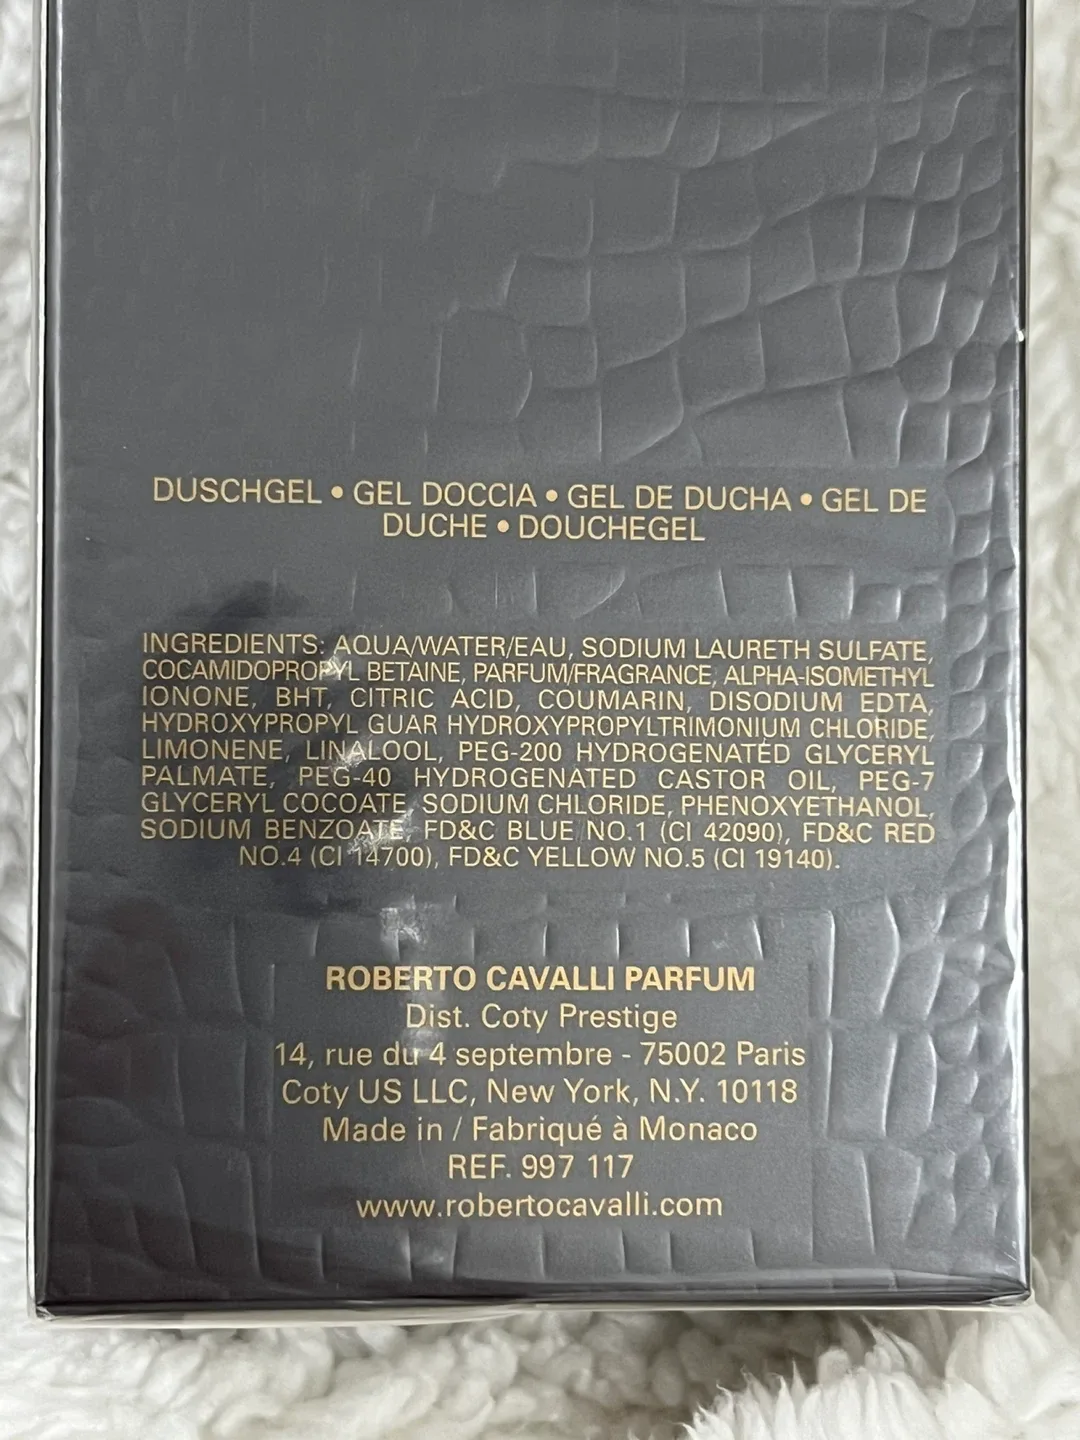 DUSCHGEL • GEL DOCCIA • GEL DE DUCHA • GEL DE
DUCHE • DOUCHEGEL
INGREDIENTS: AQUA/WATER/EAU, SODIUM LAURETH SULFATE,
COCAMIDOPROPYL BETAINE, PARFUM/FRAGRANCE, ALPHA-ISOMETHYL
IONONE, BHT, CITRIC ACID, COUMARIN, DISODIUM EDTA,
HYDROXYPROPYL GUAR HYDROXYPROPYLTRIMONIUM CHLORIDE,
LIMONENE, LINALOOL, PEG-200 HYDROGENATED GLYCERYL
PALMATE, PEG-40 HYDROGENATED CASTOR OIL, PEG-7
GLYCERYL COCOATE, SODIUM CHLORIDE, PHENOXYETHANOL,
SODIUM BENZOATE, FD&C BLUE NO.1 (CI 42090), FD&C RED
NO.4 (CI 14700), FD&C YELLOW NO.5 (CI 19140).
ROBERTO CAVALLI PARFUM
Dist. Coty Prestige
14, rue du 4 septembre - 75002 Paris
Coty US LLC, New York, N.Y. 10118
Made in / Fabriqué à Monaco
REF. 997 117
www.robertocavalli.com